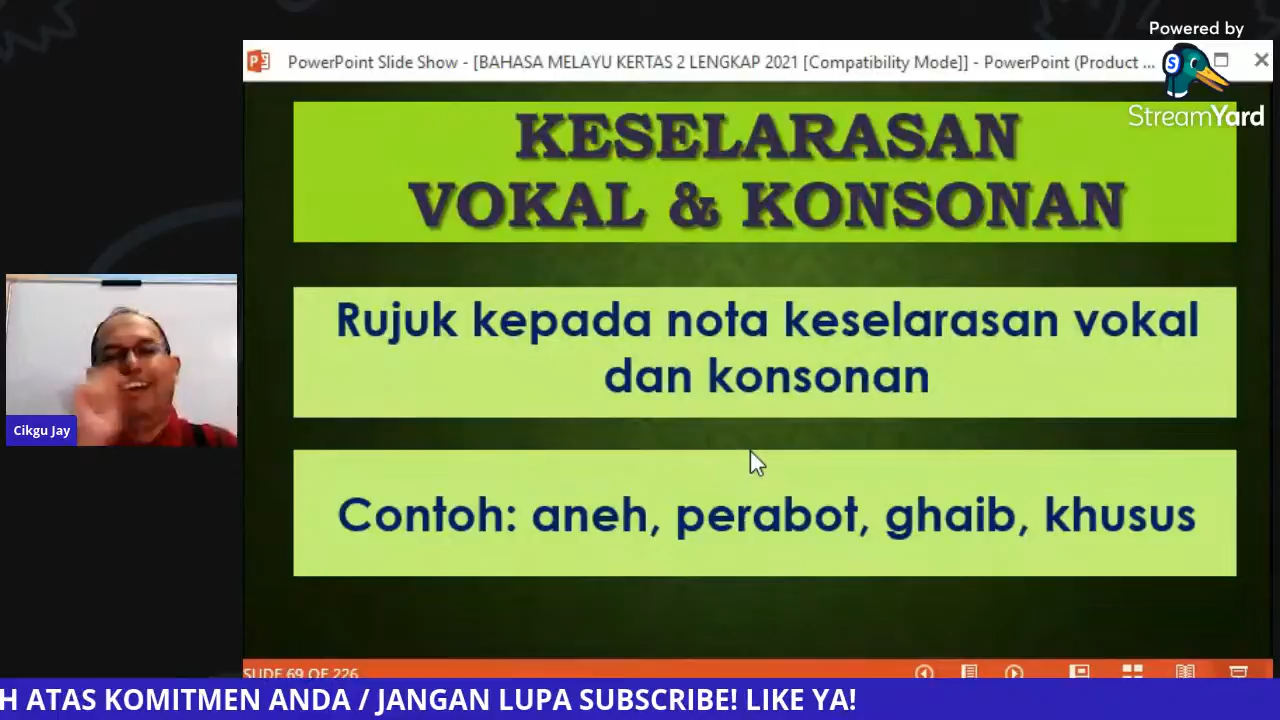 Powered by
StreamYard
PowerPoint Slide Show - [BAHASA MELAYU KERTAS 2 LENGKAP 2021 [Compatibility Mode]] - PowerPoint (Product ...
KESELARASAN
VOKAL & KONSONAN
Rujuk kepada nota keselarasan vokal
dan konsonan
Contoh: aneh, perabot, ghaib, khusus
Cikgu Jay
SLIDE 69 OF 226
H ATAS KOMITMEN ANDA / JANGAN LUPA SUBSCRIBE! LIKE YA!